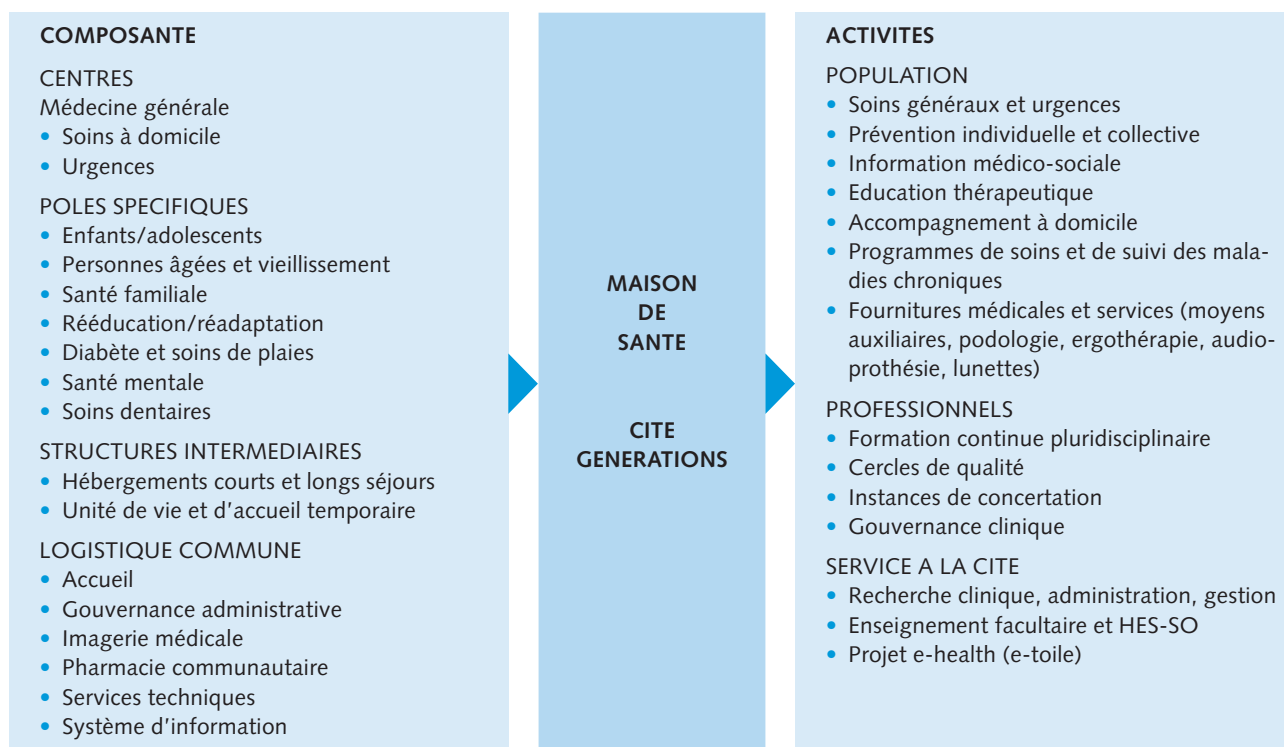 COMPOSANTE
CENTRES
Médecine générale
• Soins à domicile
• Urgences
POLES SPECIFIQUES
• Enfants/adolescents
• Personnes âgées et vieillissement
• Santé familiale
• Rééducation/réadaptation
• Diabète et soins de plaies
• Santé mentale
• Soins dentaires
STRUCTURES INTERMEDIAIRES
• Hébergements courts et longs séjours
• Unité de vie et d'accueil temporaire
LOGISTIQUE COMMUNE
• Accueil
• Gouvernance administrative
• Imagerie médicale
• Pharmacie communautaire
• Services techniques
• Système d'information
MAISON
DE
SANTE
CITE
GENERATIONS
ACTIVITES
POPULATION
• Soins généraux et urgences
• Prévention individuelle et collective
• Information médico-sociale
• Education thérapeutique
• Accompagnement à domicile
• Programmes de soins et de suivi des mala-
dies chroniques
• Fournitures médicales et services (moyens
auxiliaires, podologie, ergothérapie, audio-
prothésie, lunettes)
PROFESSIONNELS
• Formation continue pluridisciplinaire
• Cercles de qualité
• Instances de concertation
• Gouvernance clinique
SERVICE A LA CITE
• Recherche clinique, administration, gestion
• Enseignement facultaire et HES-SO
• Projet e-health (e-toile)